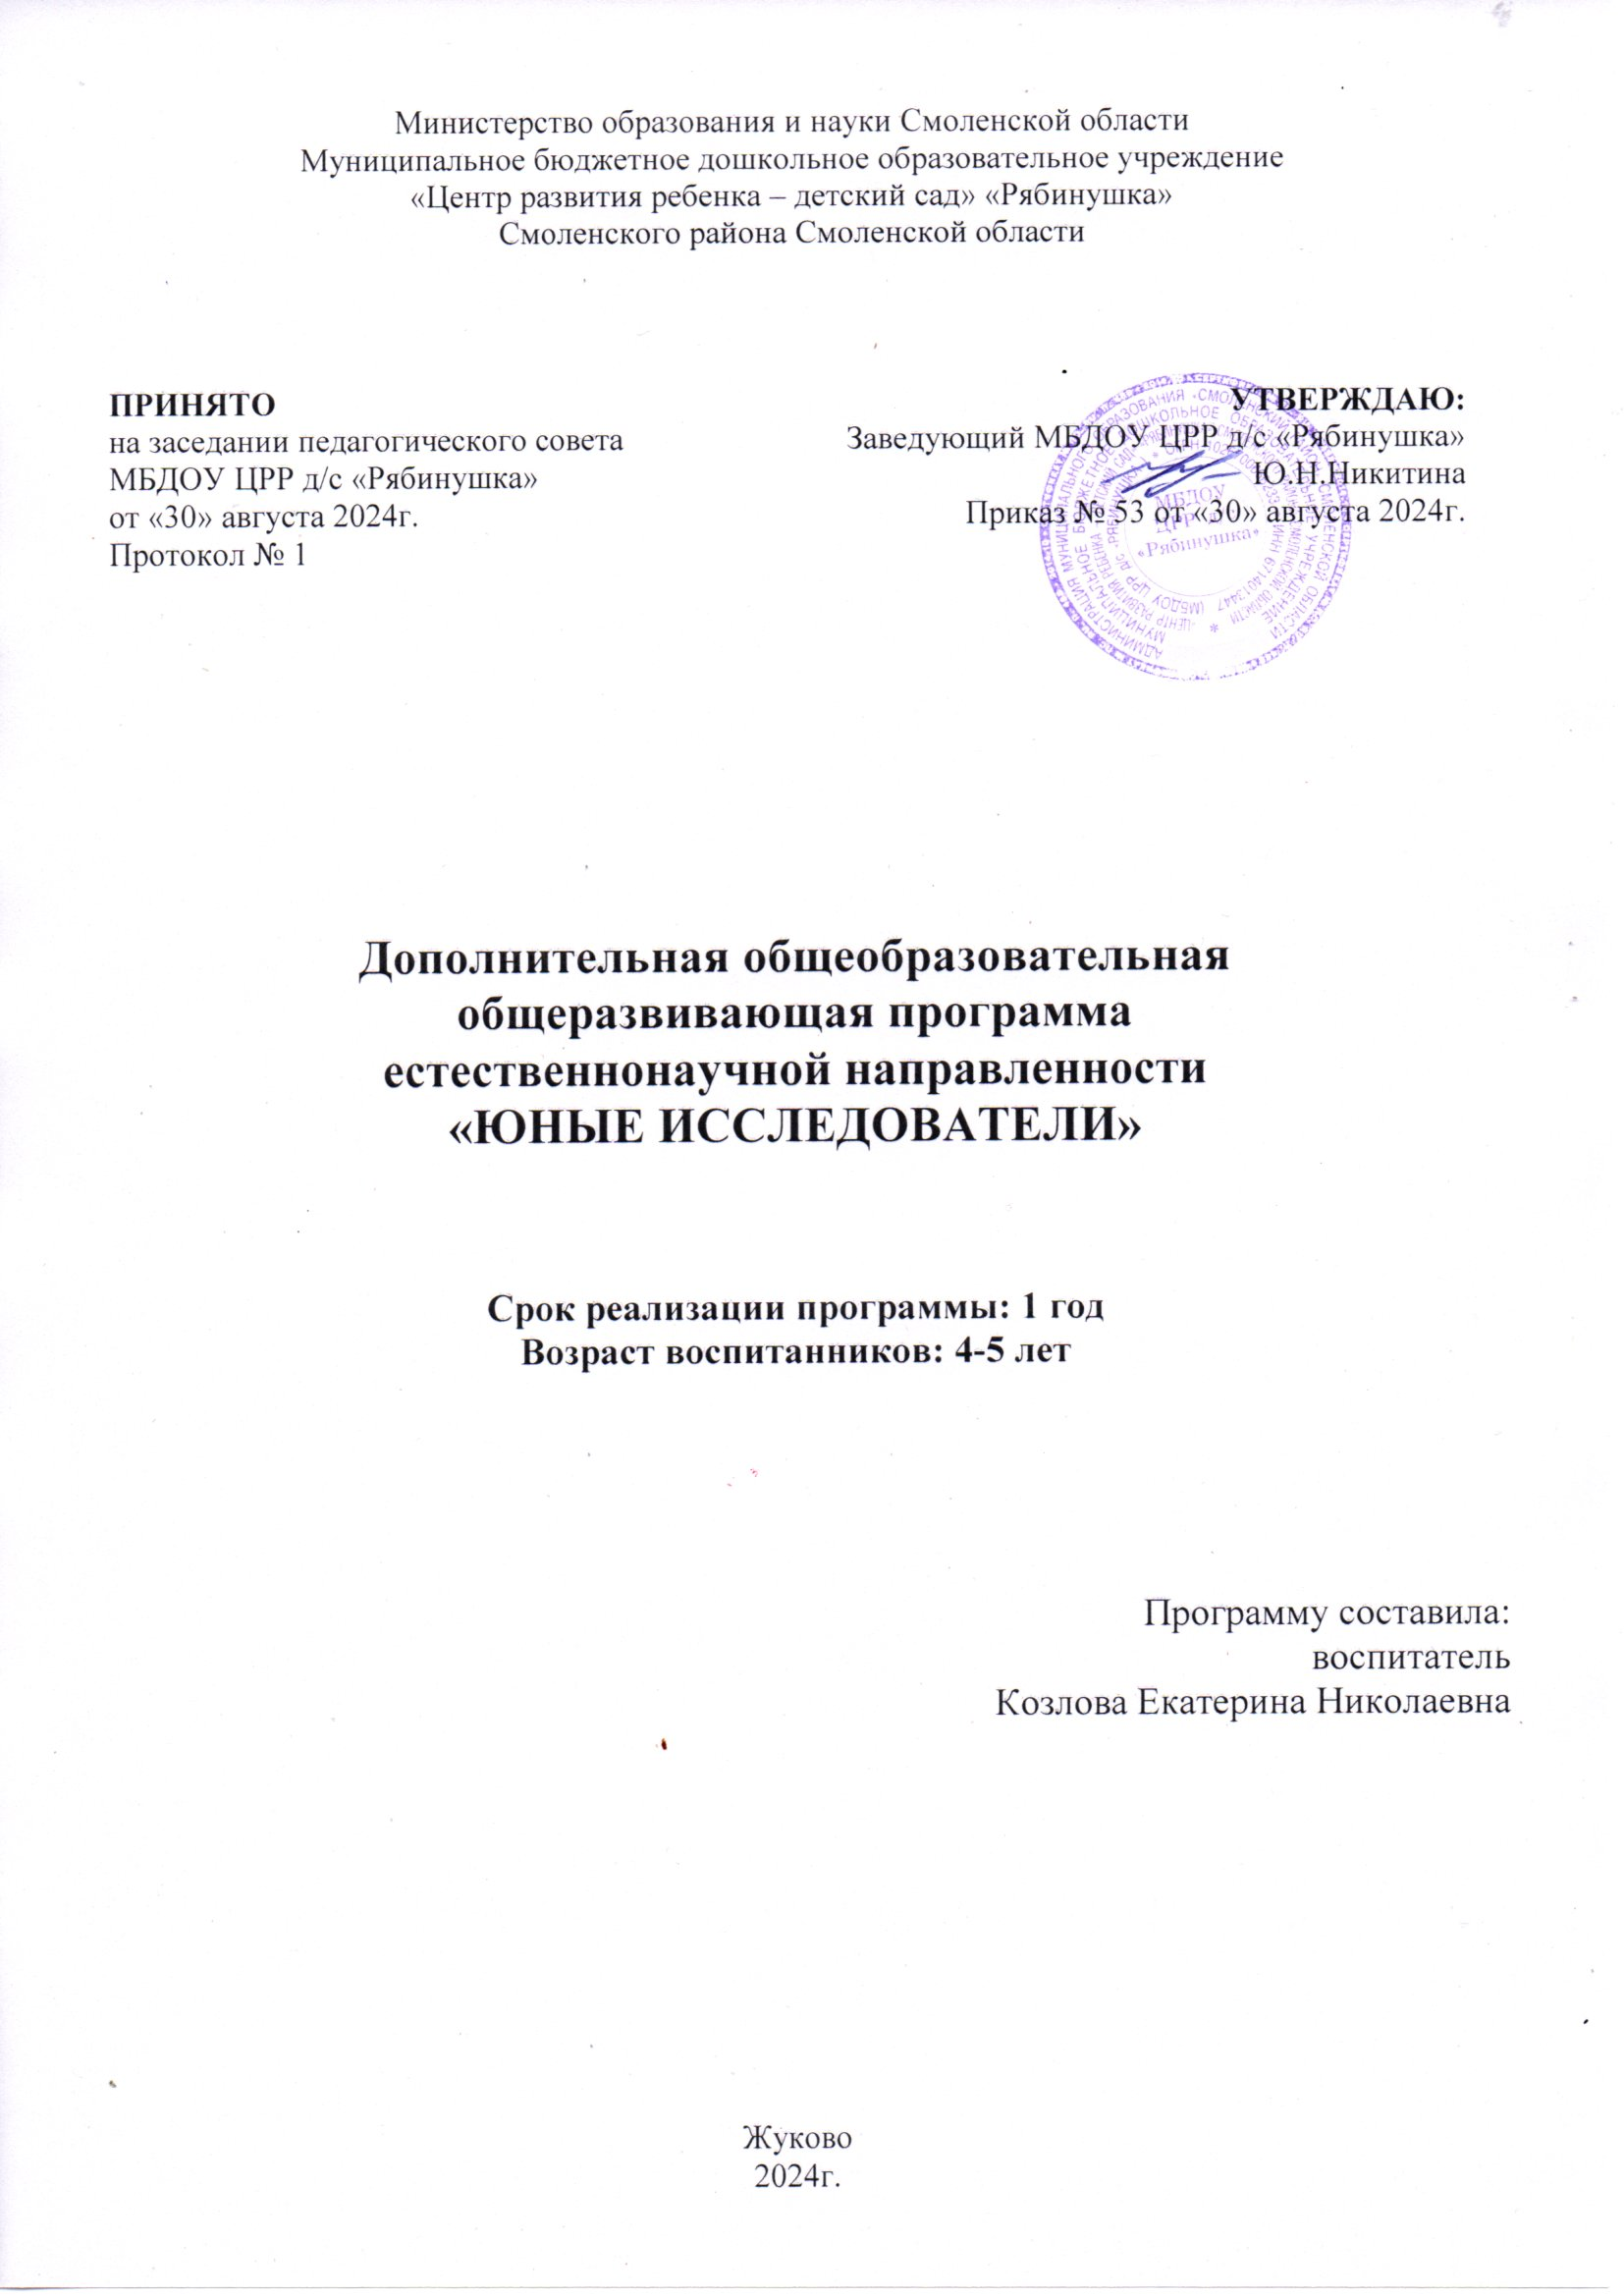 Министерство образования и науки Смоленской области
Муниципальное бюджетное дошкольное образовательное учреждение
«Центр развития ребенка – детский сад» «Рябинушка»
Смоленского района Смоленской области
ПРИНЯТО
на заседании педагогического совета
МБДОУ ЦРР д/с «Рябинушка»
от «30» августа 2024г.
Протокол № 1
УТВЕРЖДАЮ:
Заведующий МБДОУ ЦРР д/с «Рябинушка»
Ю.Н.Никитина
Приказ № 53 от «30» августа 2024г.
МБДОУ
ЦРР
«Рябинушка»
Дополнительная общеобразовательная
общеразвивающая программа
естественнонаучной направленности
«ЮНЫЕ ИССЛЕДОВАТЕЛИ»
Срок реализации программы: 1 год
Возраст воспитанников: 4-5 лет
Программу составила:
воспитатель
Козлова Екатерина Николаевна
Жуково
2024г.